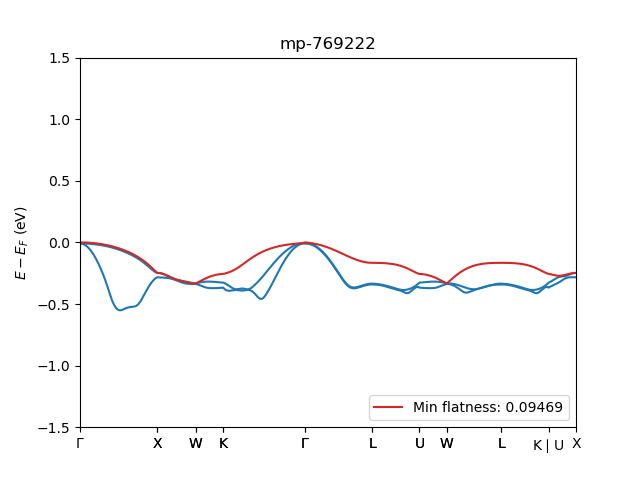 mp-769222
1.5
1.0
0.5
0.0
−0.5
−1.0
−1.5
E − E_F (eV)
Min flatness: 0.09469
Γ X W K Γ L U W L K | U X